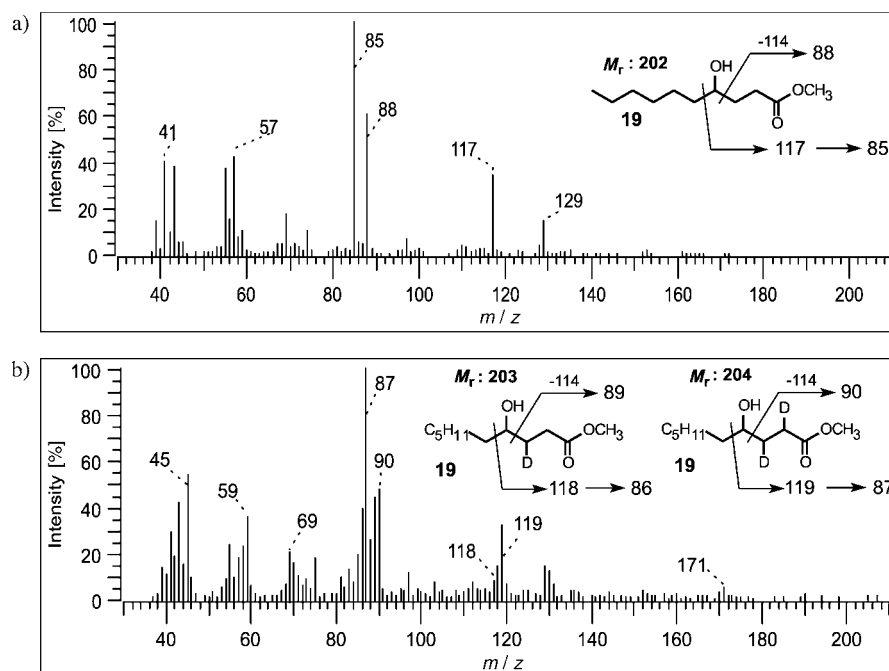 a)
Intensity [%]
100
80
60
40
20
0
41
57
85
88
117
129
-114
88
Mr : 202
OH
OCH3
O
19
117
85
40 60 80 100 120 140 160 180 200
m / z
b)
Intensity [%]
100
80
60
40
20
0
45
59
69
87
90
118
119
171
Mr : 203
-114
89
OH
C5H11
OCH3
D
O
19
118
86
Mr : 204
-114
90
OH
D
C5H11
OCH3
D
O
19
119
87
40 60 80 100 120 140 160 180 200
m / z